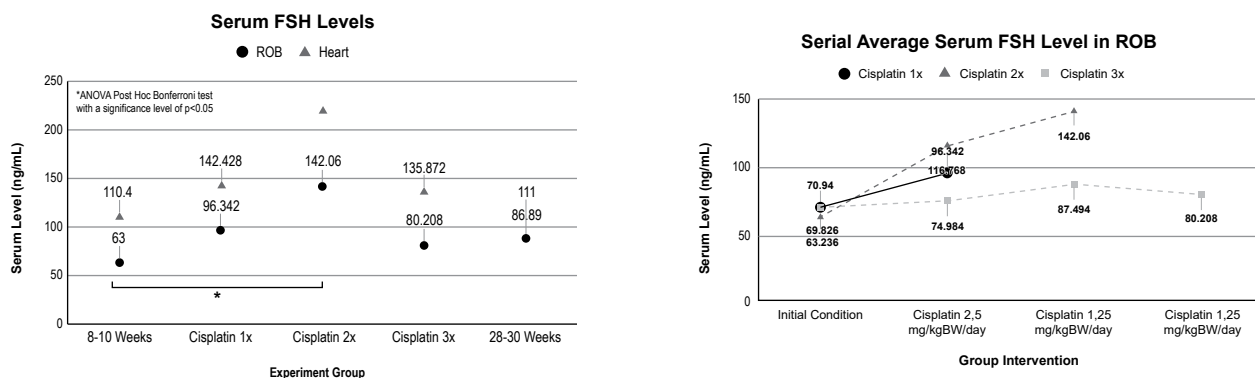 Serum FSH Levels
ROB Heart
*ANOVA Post Hoc Bonferroni test
with a significance level of p<0.05
Serum Level (ng/mL)
250
200
150
100
50
0
110.4
63
142.428
96.342
142.06
135.872
80.208
111
86.89
*
8-10 Weeks Cisplatin 1x Cisplatin 2x Cisplatin 3x 28-30 Weeks
Experiment Group
Serial Average Serum FSH Level in ROB
Cisplatin 1x Cisplatin 2x Cisplatin 3x
Serum Level (ng/mL)
150
100
50
0
70.94
69.826
63.236
96.342
116.768
74.984
142.06
87.494
80.208
Initial Condition Cisplatin 2,5 Cisplatin 1,25 Cisplatin 1,25
mg/kgBW/day mg/kgBW/day mg/kgBW/day
Group Intervention